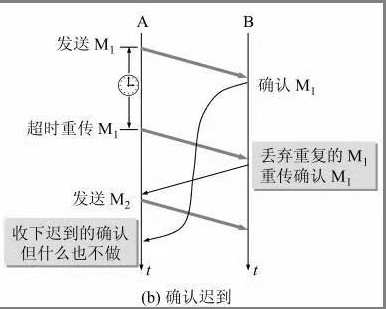 A
B
发送 M1
确认 M1
超时重传 M1
丢弃重复的 M1
重传确认 M1
发送 M2
收下迟到的确认
但什么也不做
t
t
(b) 确认迟到